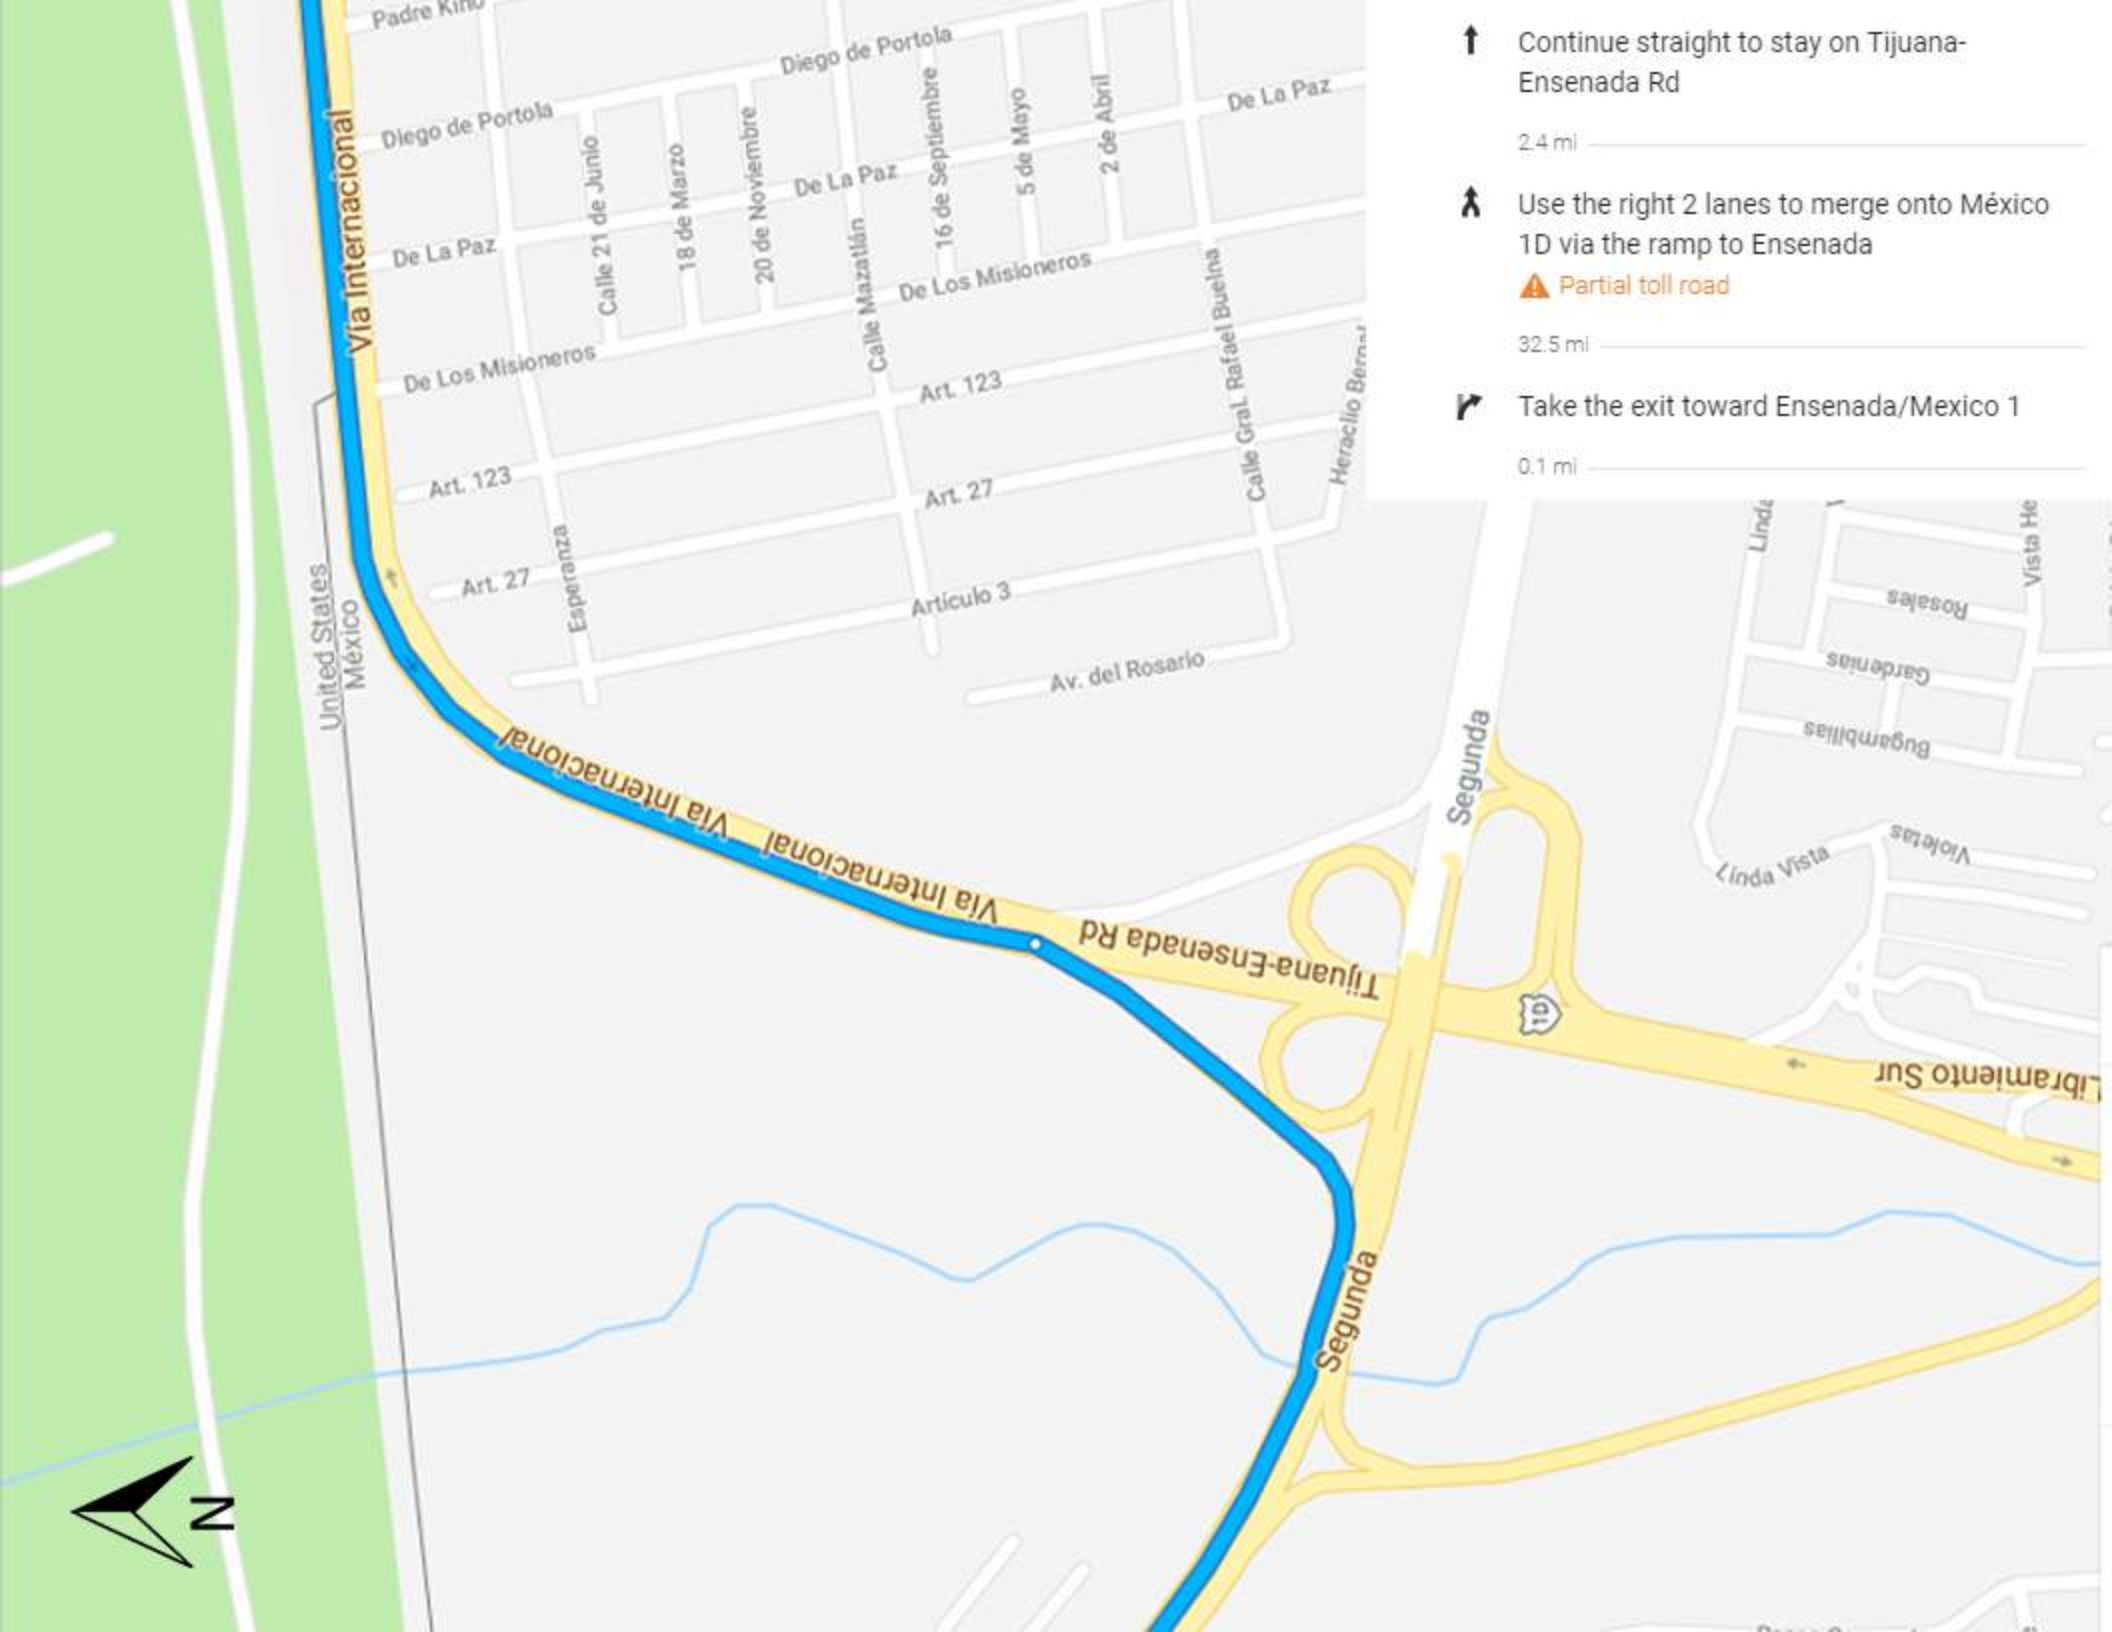 Continue straight to stay on Tijuana-
Ensenada Rd
2.4 mi
Use the right 2 lanes to merge onto México
1D via the ramp to Ensenada
Partial toll road
32.5 mi
Take the exit toward Ensenada/Mexico 1
0.1 mi
Padre Kino
Diego de Portola
Diego de Portola
De La Paz
De La Paz
De La Paz
Vía Internacional
Calle 21 de Junio
18 de Marzo
20 de Noviembre
16 de Septiembre
5 de Mayo
2 de Abril
Calle Mazatlán
De Los Misioneros
De Los Misioneros
Calle Gral. Rafael Buelna
Heraclio Bernal
Art. 123
Art. 123
Art. 27
Art. 27
Esperanza
Artículo 3
Av. del Rosario
United States
México
Linda
Vista He
Rosales
Gardenias
Bugambilias
Violetas
Linda Vista
Segunda
Vía Internacional
Vía Internacional
Tijuana-Ensenada Rd
1D
Libramiento Sur
Segunda
N